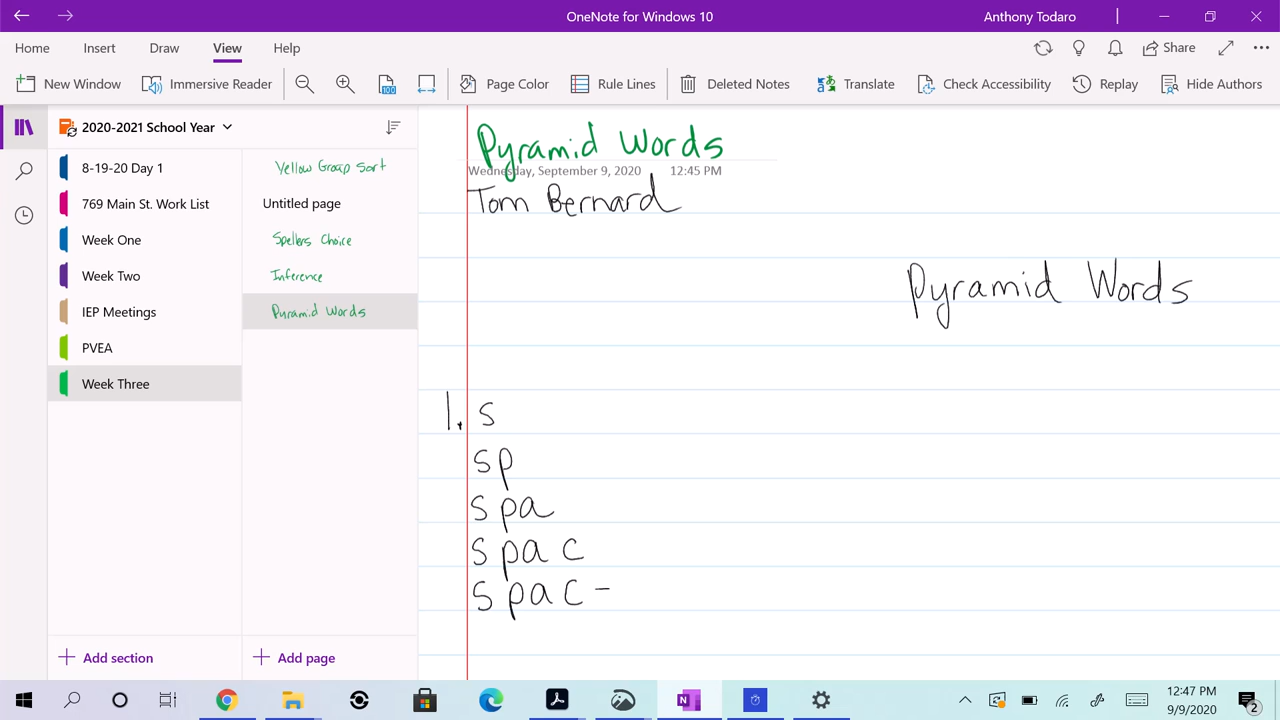 OneNote for Windows 10
Anthony Todaro
Home Insert Draw View Help
Share
New Window Immersive Reader Page Color Rule Lines Deleted Notes Translate Check Accessibility Replay Hide Authors
2020-2021 School Year
8-19-20 Day 1
769 Main St. Work List
Week One
Week Two
IEP Meetings
PVEA
Week Three
Add section
Yellow Group Sort
Untitled page
Spellers Choice
Inference
Pyramid Words
Add page
Pyramid Words
Wednesday, September 9, 2020 12:45 PM
Tom Bernard
Pyramid Words
1. s
sp
spa
spac
spac-
12:47 PM
9/9/2020
2